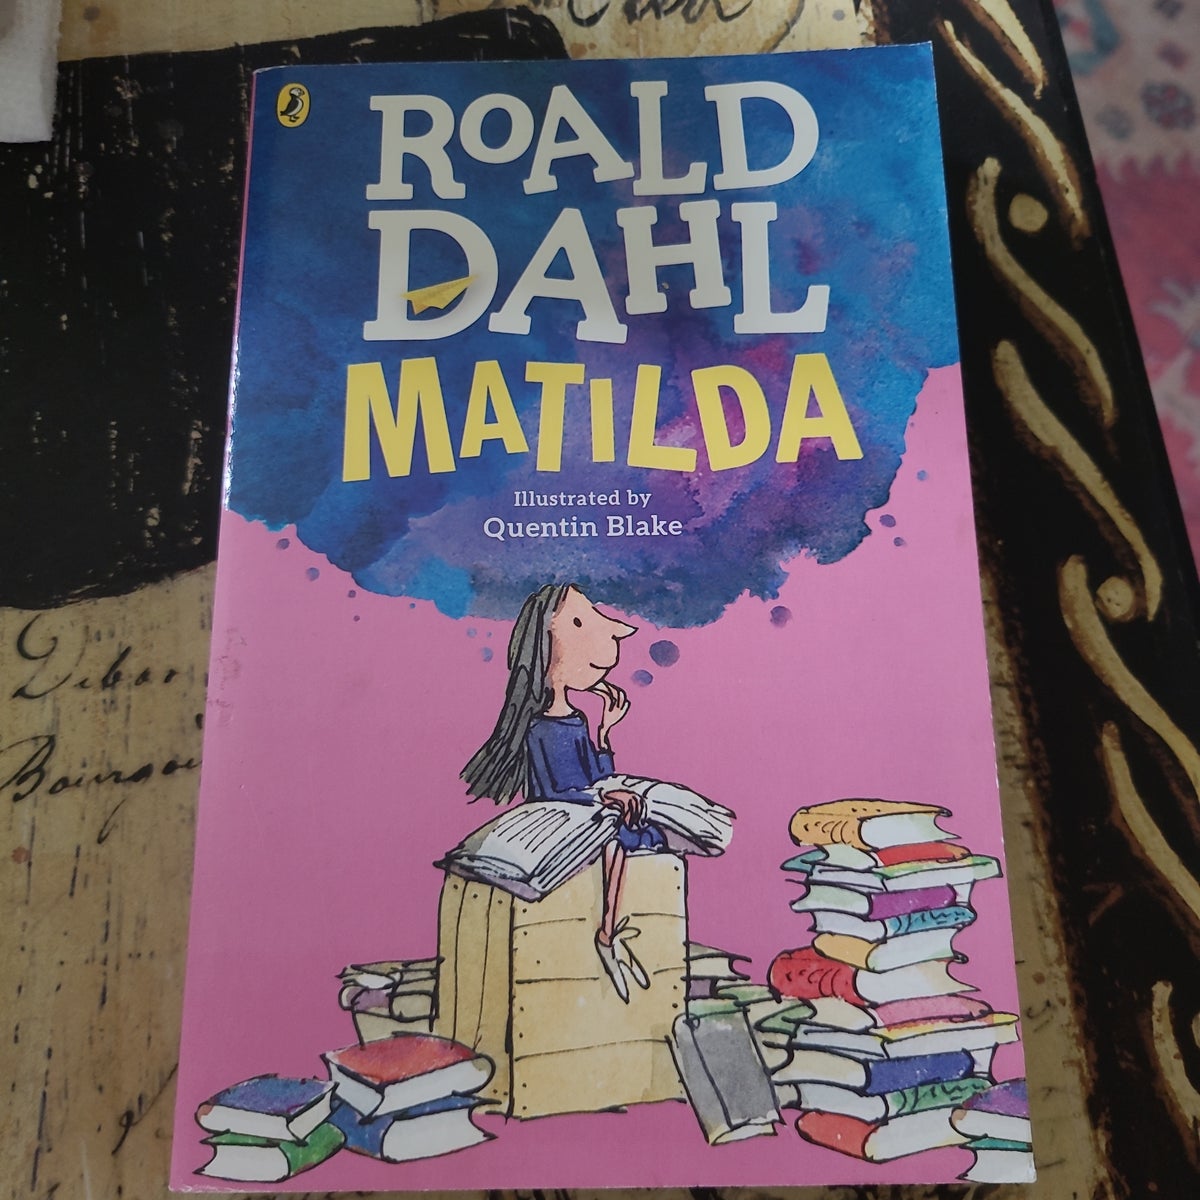 ROALD
DAHL
MATILDA
Illustrated by
Quentin Blake